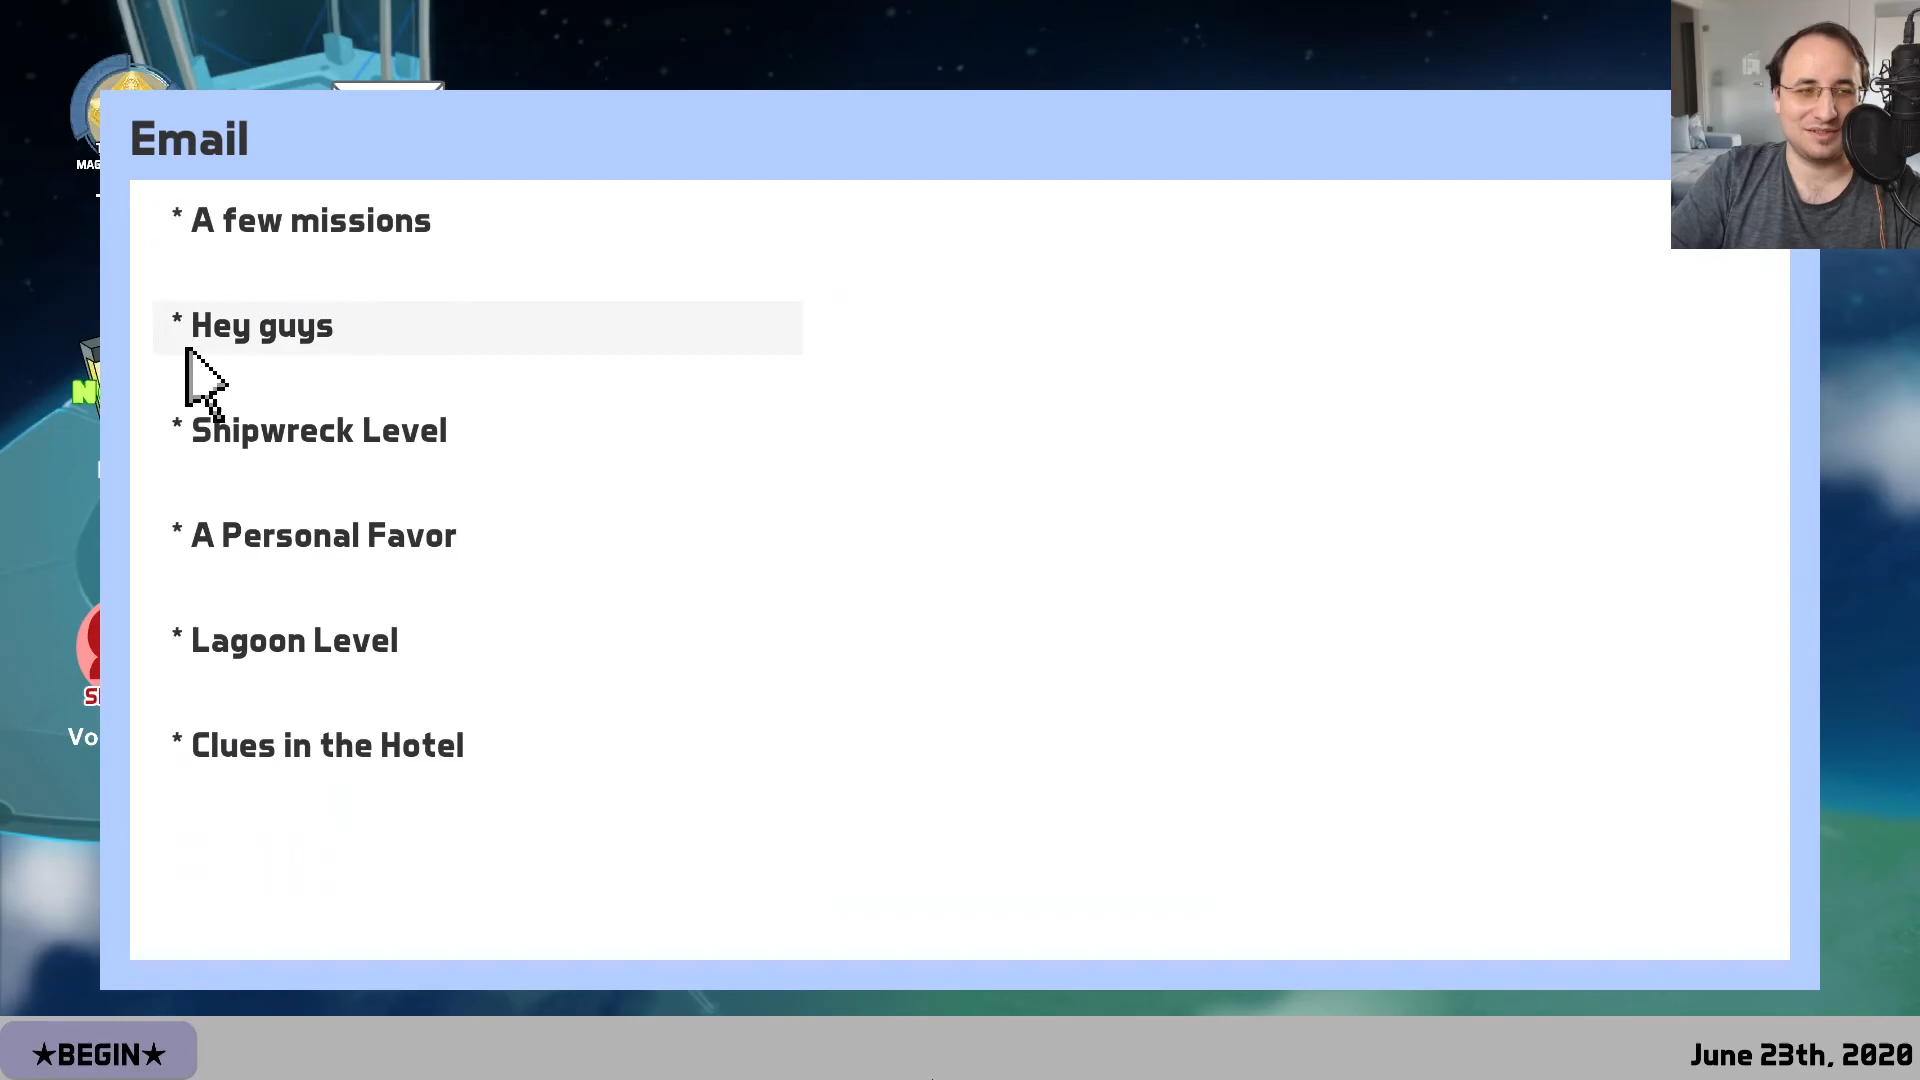 Email
* A few missions
* Hey guys
* Shipwreck Level
* A Personal Favor
* Lagoon Level
* Clues in the Hotel
★BEGIN★
June 23th, 2020